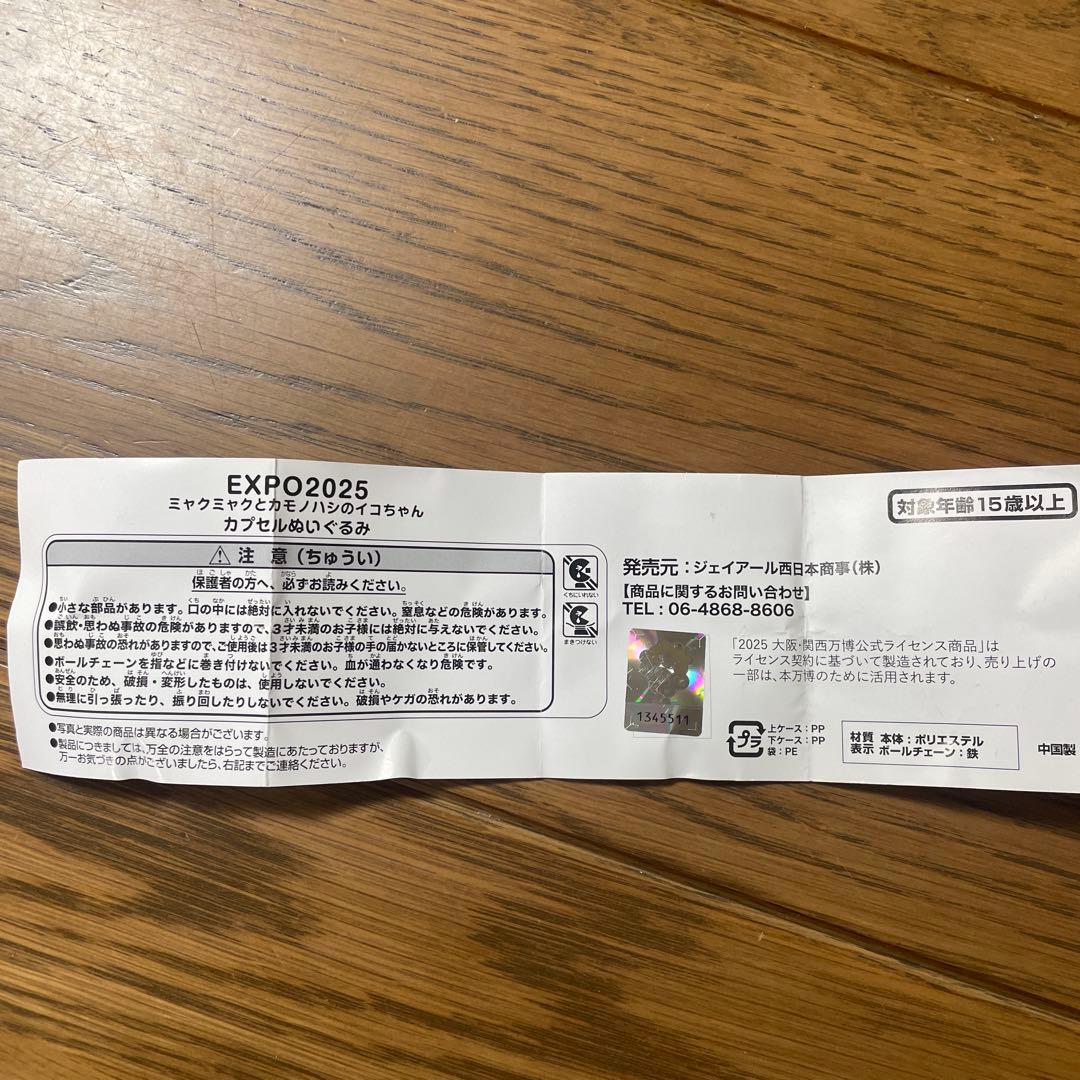 EXPO2025
ミャクミャクとカモノハシのイコちゃん
カプセルぬいぐるみ
注 意（ちゅうい）
保護者の方へ、必ずお読みください。
●小さな部品があります。口の中には絶対に入れないでください。窒息などの危険があります。
●誤飲・思わぬ事故の危険がありますので、3才未満のお子様には絶対に与えないでください。
●思わぬ事故の恐れがありますので、ご使用後は3才未満のお子様の手の届かないところに保管してください。
●ボールチェーンを指などに巻き付けないでください。血が通わなくなり危険です。
●安全のため、破損・変形したものは、使用しないでください。
●無理に引っ張ったり、振り回したりしないでください。破損やケガの恐れがあります。
●写真と実際の商品は異なる場合がございます。
●製品につきましては、万全の注意をはらって製造にあたっておりますが、
万一お気づきの点がございましたら、右記までご連絡ください。
くちにいれない
まきつけない
対象年齢15歳以上
発売元：ジェイアール西日本商事（株）
【商品に関するお問い合わせ】
TEL：06-4868-8606
「2025 大阪・関西万博公式ライセンス商品」は
ライセンス契約に基づいて製造されており、売り上げの
一部は、本万博のために活用されます。
1345511
プラ
上ケース：PP
下ケース：PP
袋：PE
材質 本体：ポリエステル
表示 ボールチェーン：鉄
中国製